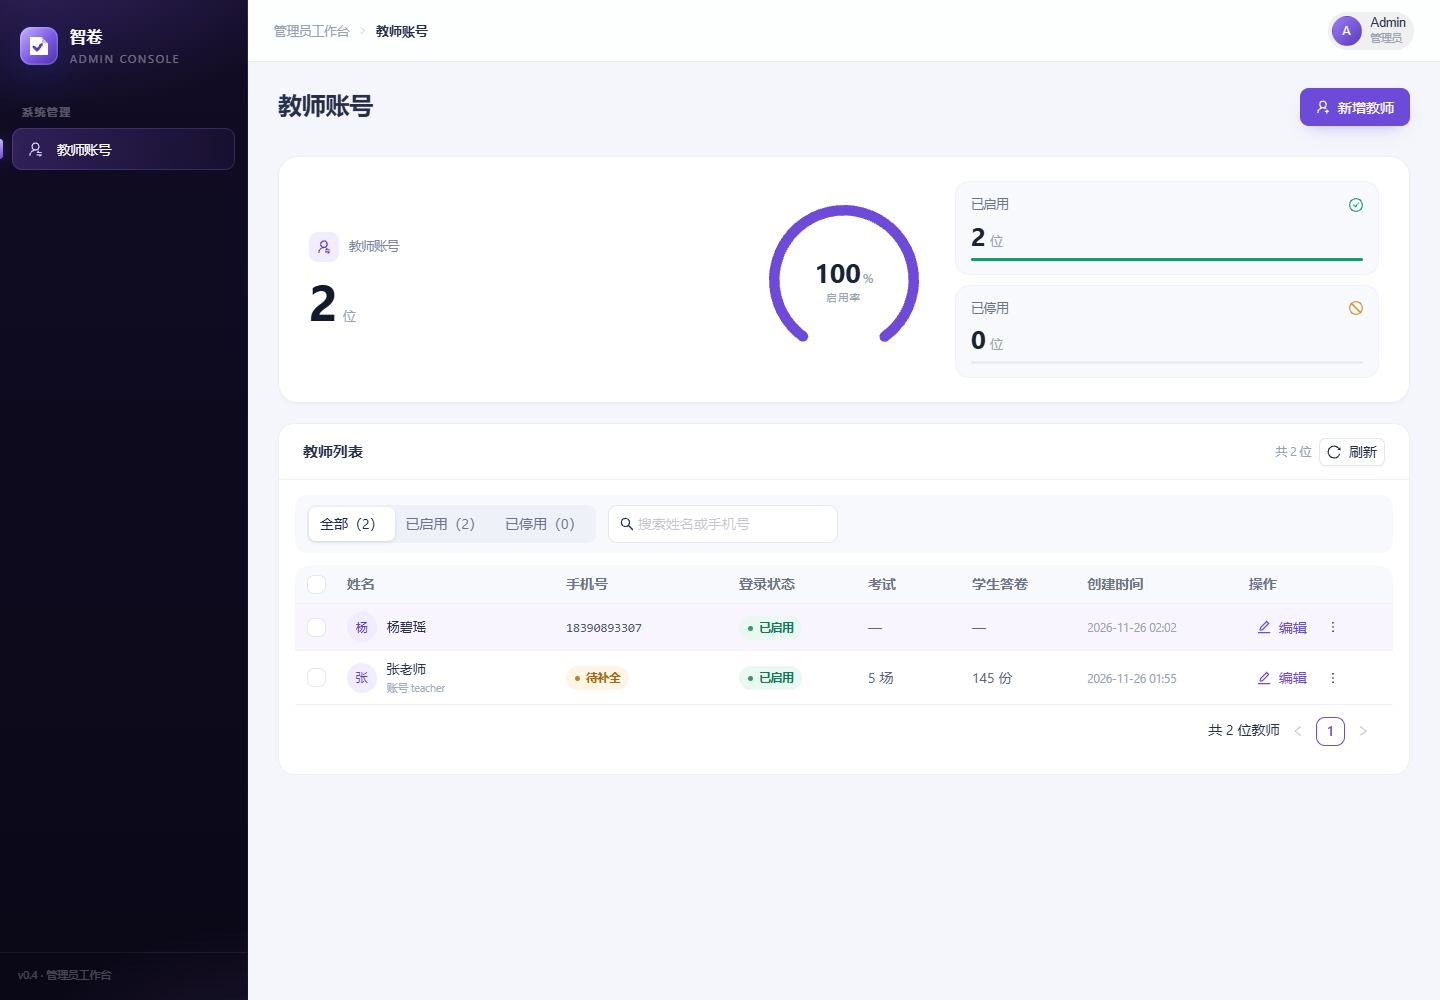 智卷
ADMIN CONSOLE
系统管理
教师账号
v0.4 · 管理员工作台
管理员工作台 > 教师账号
A
Admin
管理员
教师账号
新增教师
教师账号
2 位
100%
启用率
已启用
2 位
已停用
0 位
教师列表
共 2 位
刷新
全部（2） 已启用（2） 已停用（0）
搜索姓名或手机号
姓名 手机号 登录状态 考试 学生答卷 创建时间 操作
杨 杨碧瑶 18390893307 已启用 — — 2026-11-26 02:02 编辑
张 张老师 待补全 已启用 5 场 145 份 2026-11-26 01:55 编辑
账号 teacher
共 2 位教师 < 1 >